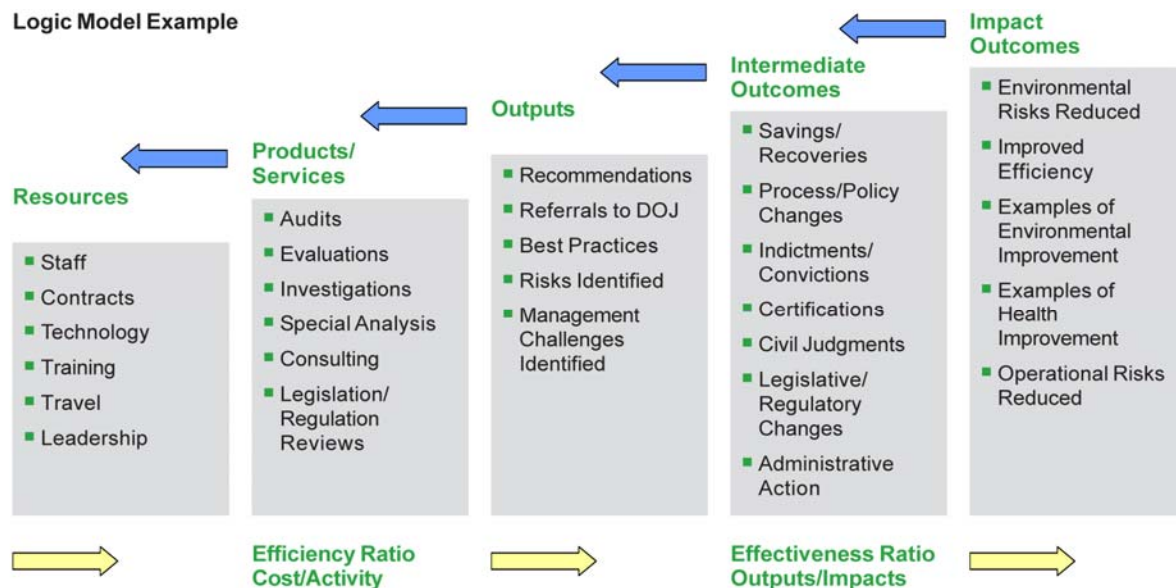 Logic Model Example
Resources
Staff
Contracts
Technology
Training
Travel
Leadership
Products/
Services
Audits
Evaluations
Investigations
Special Analysis
Consulting
Legislation/
Regulation
Reviews
Outputs
Recommendations
Referrals to DOJ
Best Practices
Risks Identified
Management
Challenges
Identified
Intermediate
Outcomes
Savings/
Recoveries
Process/Policy
Changes
Indictments/
Convictions
Certifications
Civil Judgments
Legislative/
Regulatory
Changes
Administrative
Action
Impact
Outcomes
Environmental
Risks Reduced
Improved
Efficiency
Examples of
Environmental
Improvement
Examples of
Health
Improvement
Operational Risks
Reduced
Efficiency Ratio
Cost/Activity
Effectiveness Ratio
Outputs/Impacts